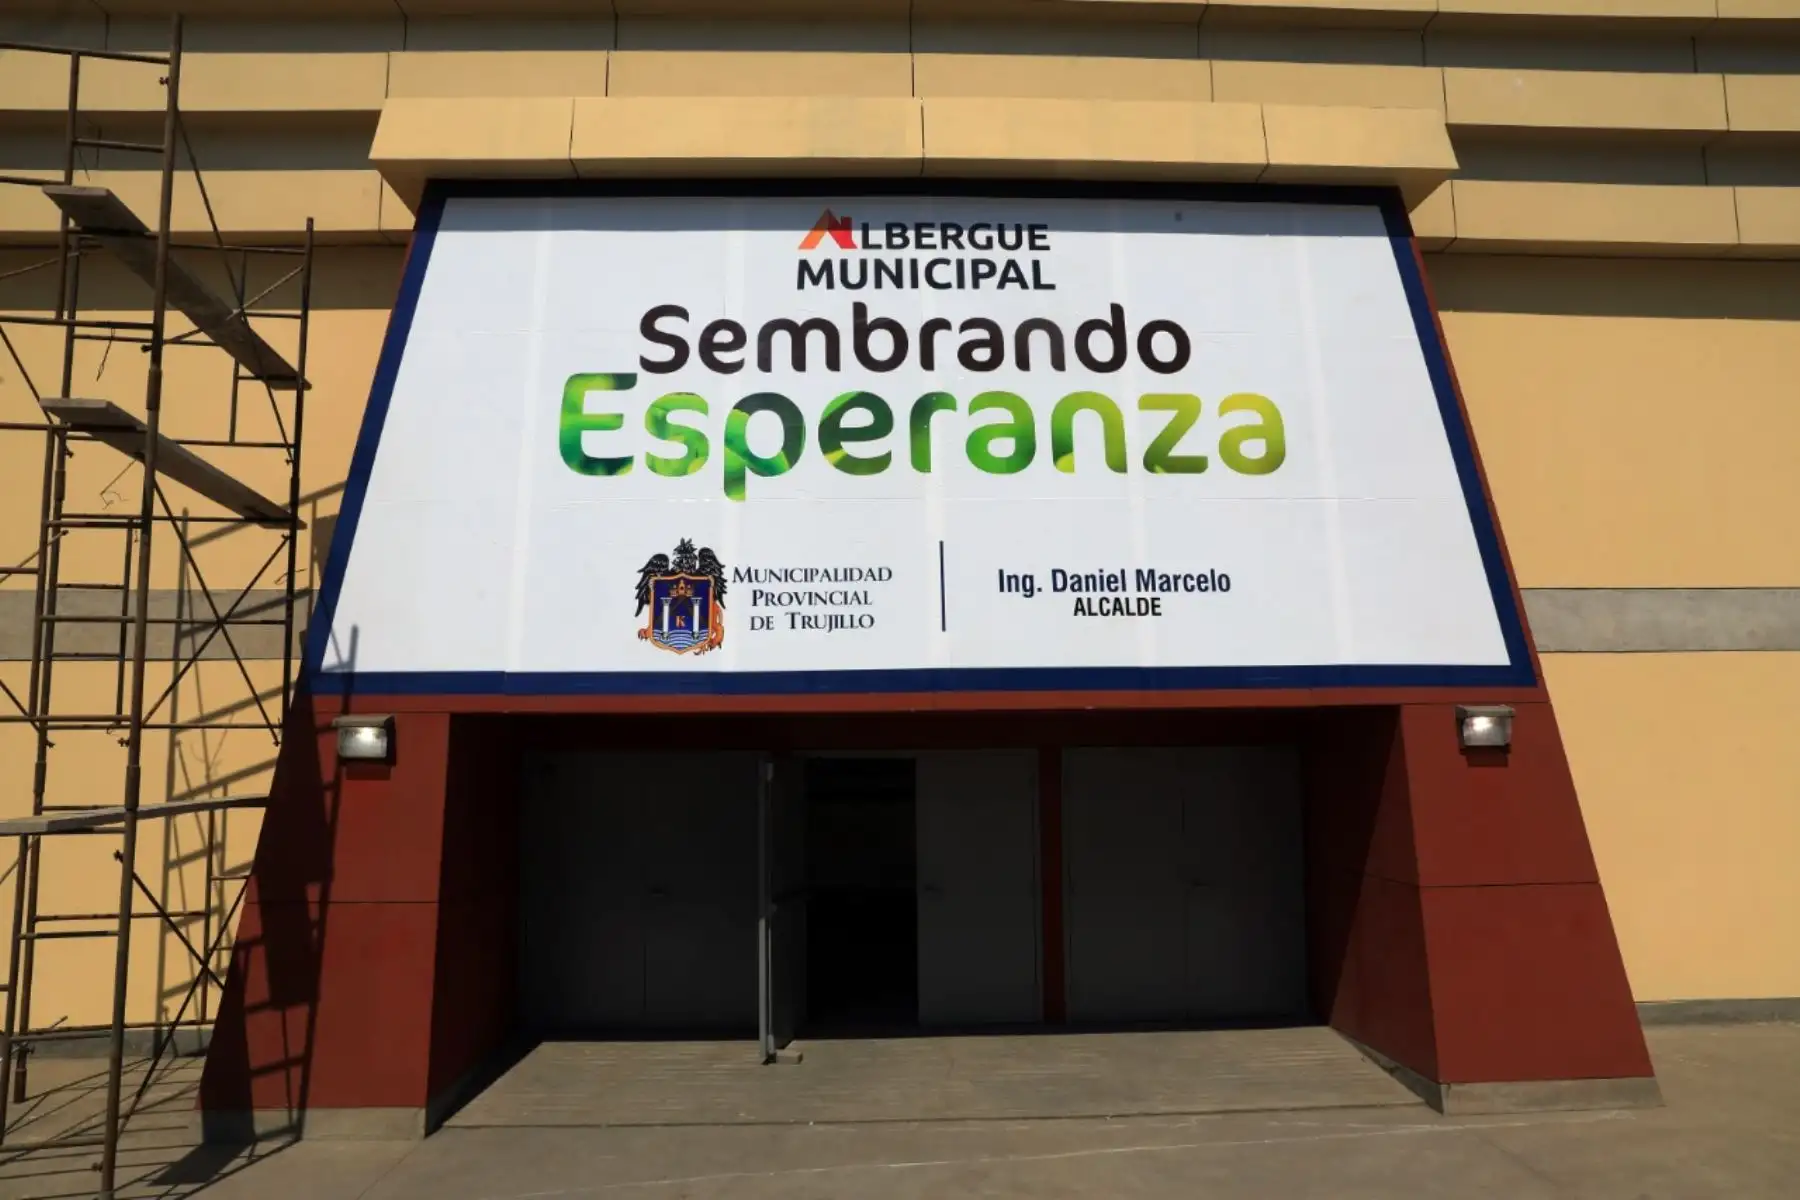 ALBERGUE
MUNICIPAL
Sembrando
Esperanza
MUNICIPALIDAD
PROVINCIAL
DE TRUJILLO
K
Ing. Daniel Marcelo
ALCALDE